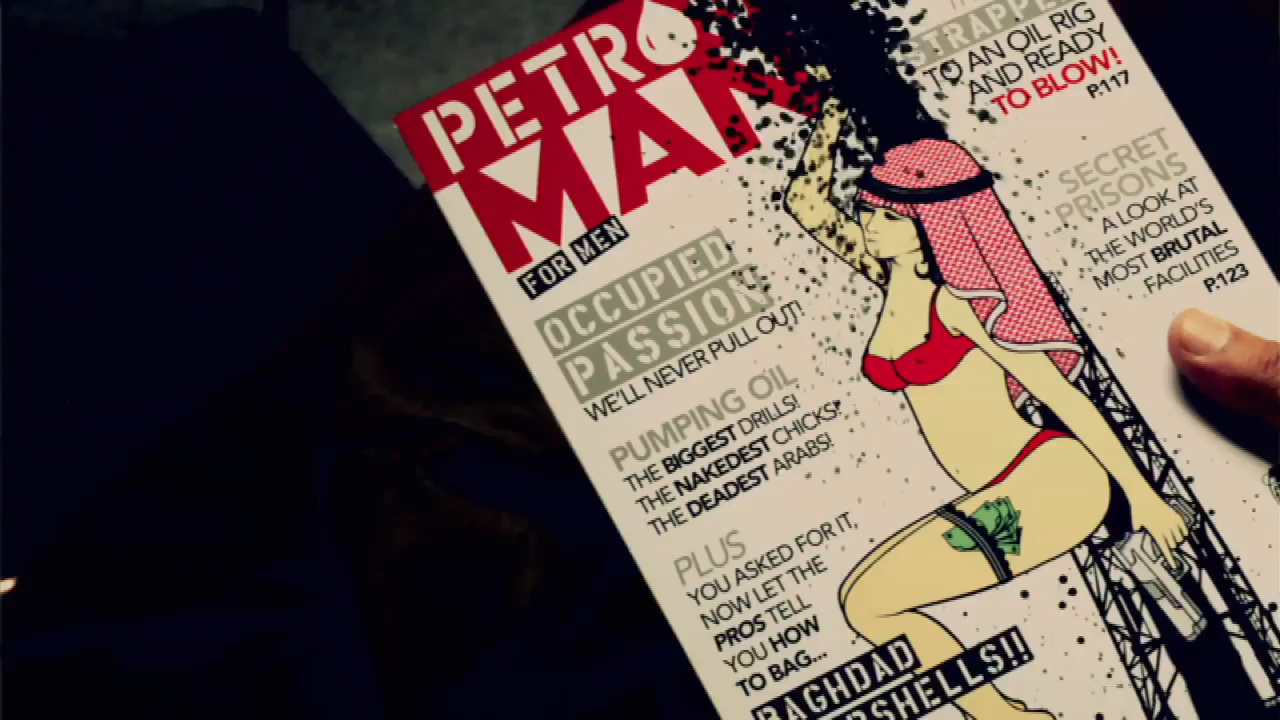 PETRO
MAN
FOR MEN
OCCUPIED
PASSION
WE'LL NEVER PULL OUT!
PUMPING OIL
THE BIGGEST DRILLS!
THE NAKEDEST CHICKS!
THE DEADEST ARABS!
PLUS
YOU ASKED FOR IT,
NOW LET THE
PROS TELL
YOU HOW
TO BAG...
BAGHDAD
STRAPPED
TO AN OIL RIG
AND READY
TO BLOW!
P.117
SECRET
PRISONS
A LOOK AT
THE WORLD'S
MOST BRUTAL
FACILITIES
P.123